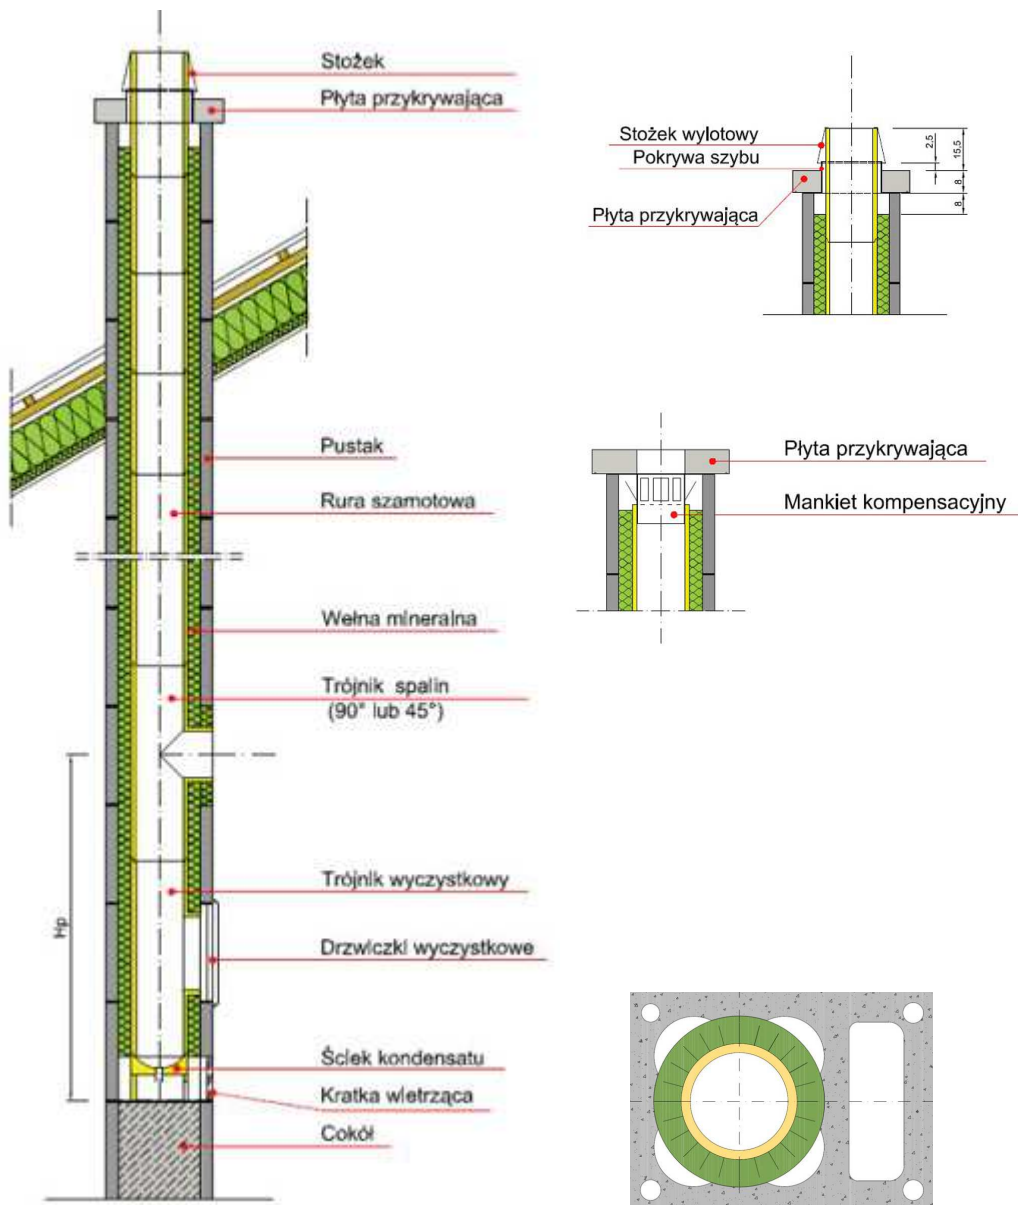 Stożek
Płyta przykrywająca
Pustak
Rura szamotowa
Wełna mineralna
Trójnik spalin
(90° lub 45°)
Trójnik wyczystkowy
Hp
Drzwiczki wyczystkowe
Ściek kondensatu
Kratka wietrząca
Cokół
Stożek wylotowy
Pokrywa szybu
Płyta przykrywająca
2,5
15,5
8
8
Płyta przykrywająca
Mankiet kompensacyjny